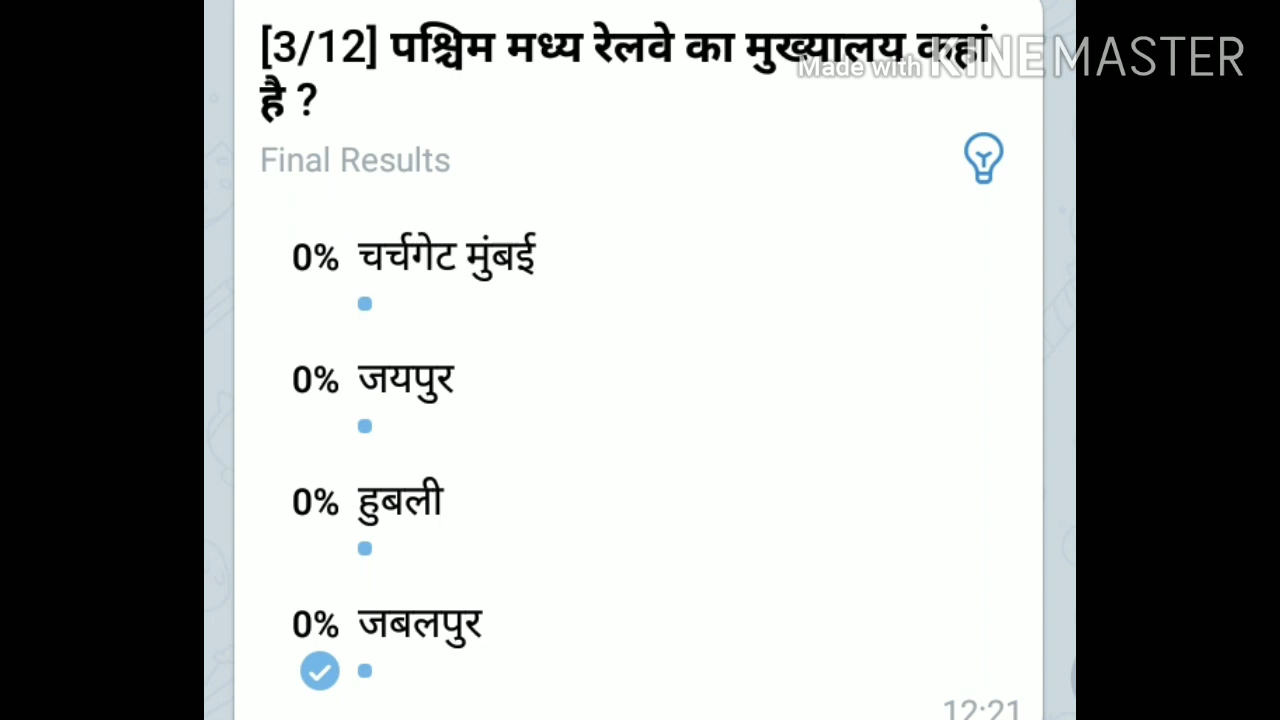 [3/12] पश्चिम मध्य रेलवे का मुख्यालय कहां
Made with KINEMASTER
है ?
Final Results
0% चर्चगेट मुंबई
0% जयपुर
0% हुबली
0% जबलपुर
12:21